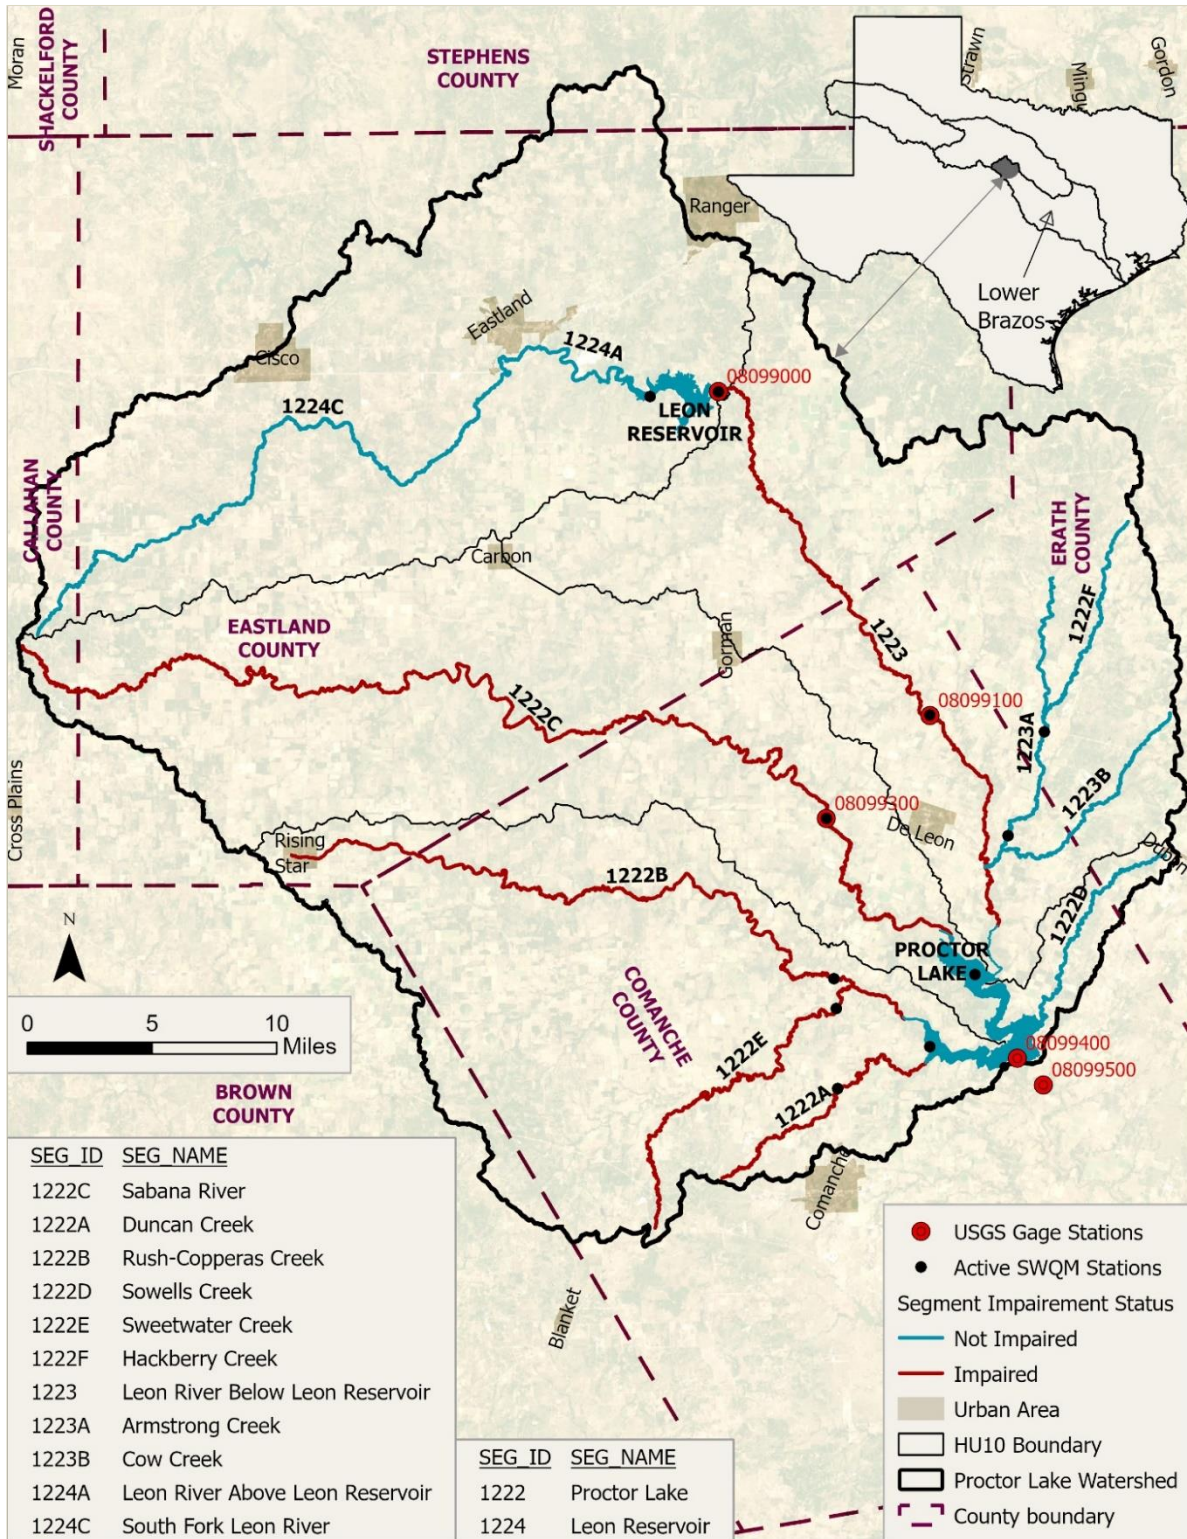 Moran
SHACKELFORD
COUNTY
STEPHENS
COUNTY
Strawn
Mingu
Gordon
Ranger
Lower
Brazos
Eastland
Cisco
1224A
08099000
LEON
RESERVOIR
1224C
CALLAHAN
COUNTY
Carbon
ERATH
COUNTY
1222F
EASTLAND
COUNTY
Gorman
1223
1222C
08099100
1223A
1223B
Cross Plains
08099300
De Leon
Rising
Star
Dublin
1222B
1222D
PROCTOR
LAKE
N
COMANCHE
COUNTY
0 5 10
Miles
1222E
08099400
08099500
1222A
BROWN
COUNTY
Comanche
Blanket
SEG_ID SEG_NAME
1222C Sabana River
1222A Duncan Creek
1222B Rush-Copperas Creek
1222D Sowells Creek
1222E Sweetwater Creek
1222F Hackberry Creek
1223 Leon River Below Leon Reservoir
1223A Armstrong Creek
1223B Cow Creek
1224A Leon River Above Leon Reservoir
1224C South Fork Leon River
SEG_ID SEG_NAME
1222 Proctor Lake
1224 Leon Reservoir
USGS Gage Stations
Active SWQM Stations
Segment Impairement Status
Not Impaired
Impaired
Urban Area
HU10 Boundary
Proctor Lake Watershed
County boundary